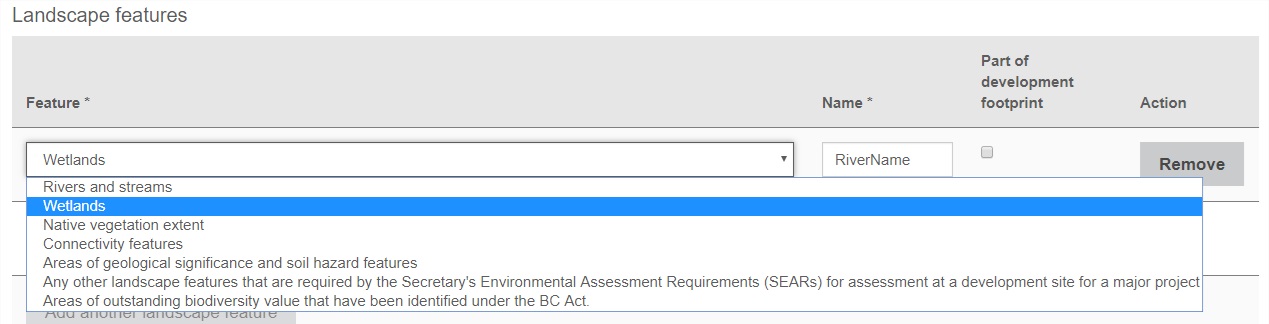 Landscape features
Part of
development
footprint
Feature *
Name *
Action
Wetlands
RiverName
Remove
Rivers and streams
Wetlands
Native vegetation extent
Connectivity features
Areas of geological significance and soil hazard features
Any other landscape features that are required by the Secretary's Environmental Assessment Requirements (SEARs) for assessment at a development site for a major project
Areas of outstanding biodiversity value that have been identified under the BC Act.
Add another landscape feature